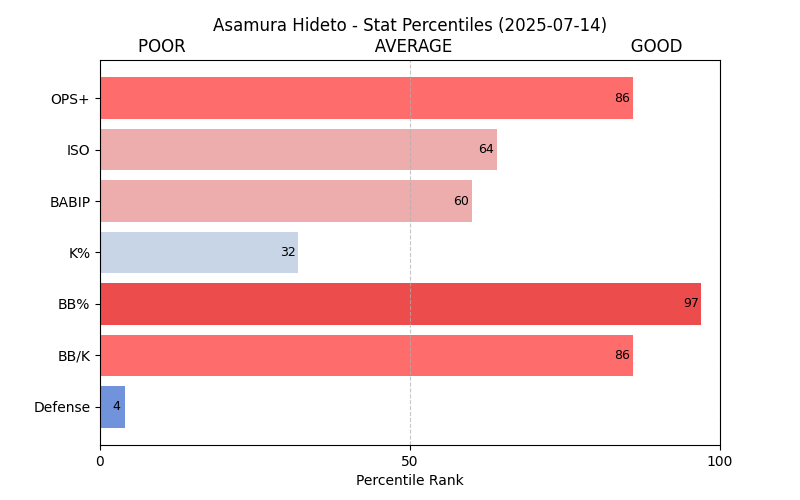 Asamura Hideto - Stat Percentiles (2025-07-14)
POOR AVERAGE GOOD
OPS+ 86
ISO 64
BABIP 60
K% 32
BB% 97
BB/K 86
Defense 4
0 50 100
Percentile Rank